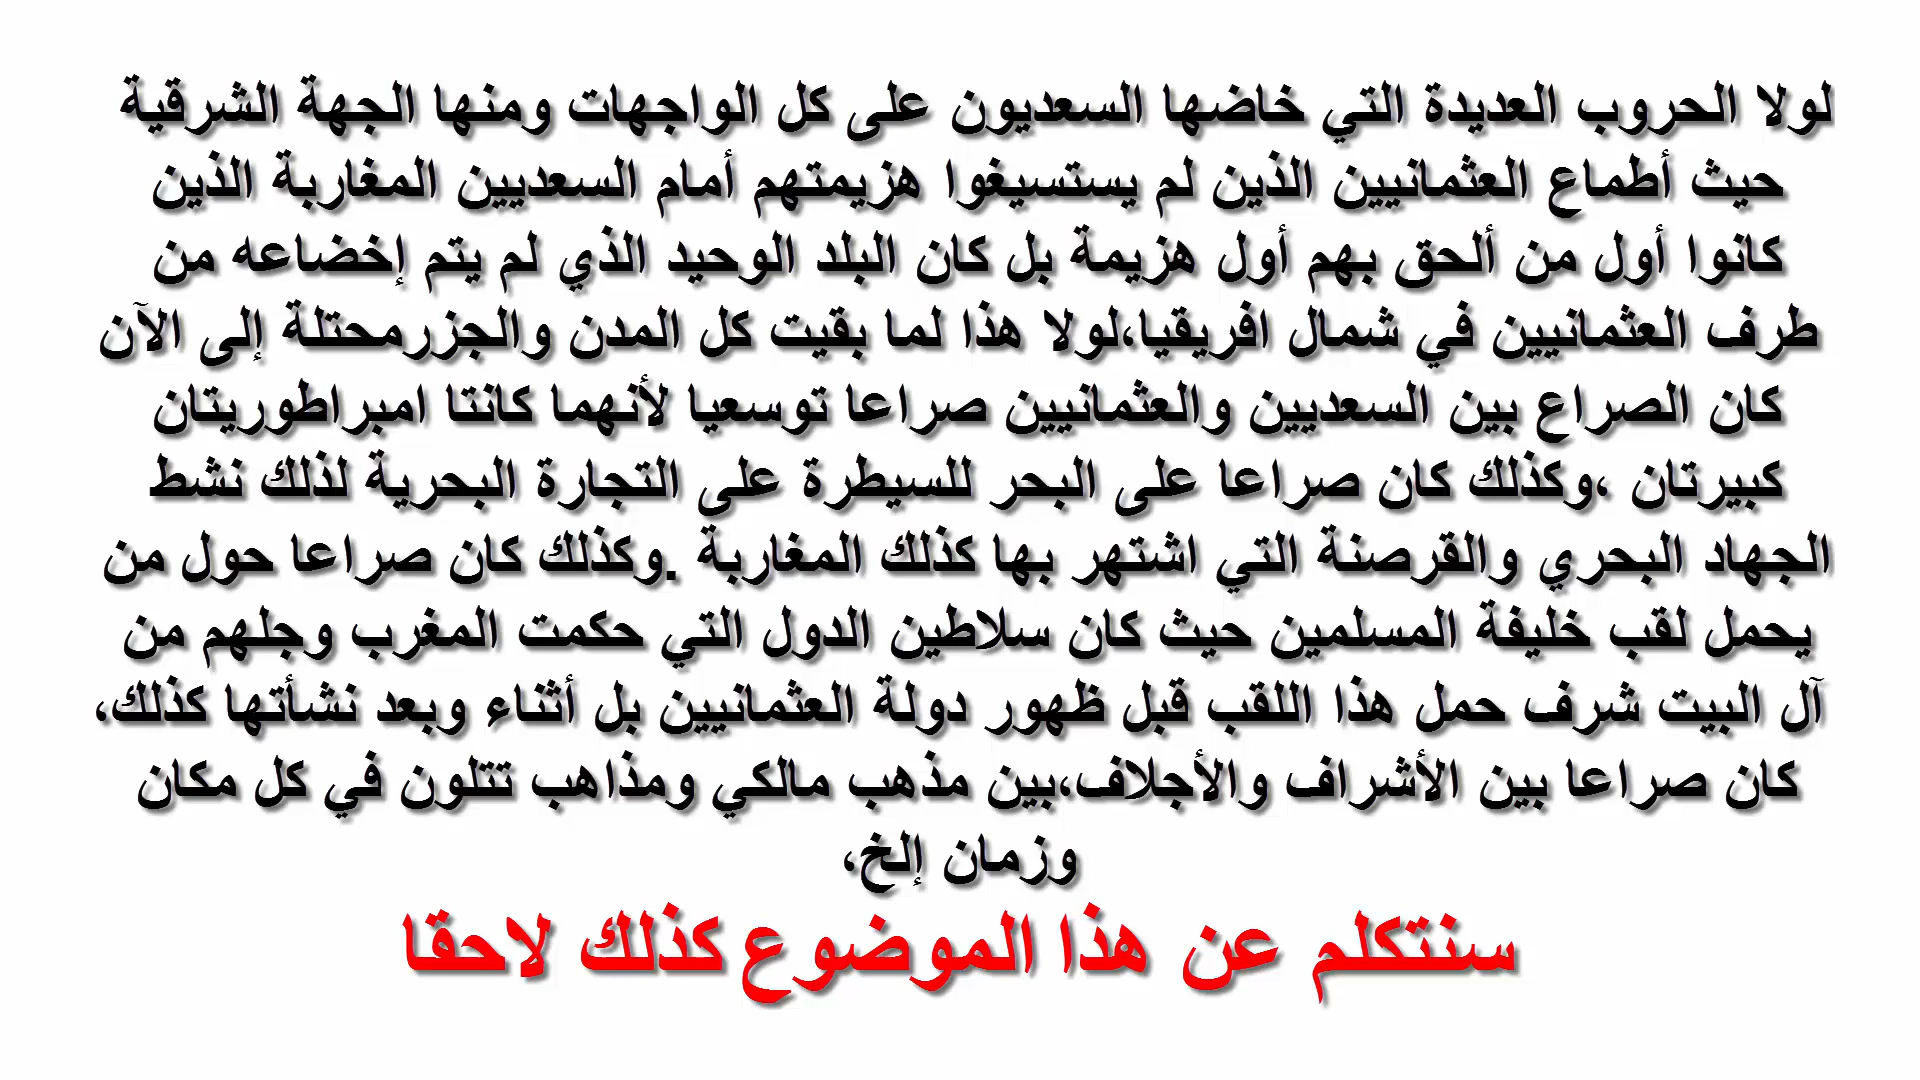 لولا الحروب العديدة التي خاضها السعديون على كل الواجهات ومنها الجهة الشرقية
حيث أطماع العثمانيين الذين لم يستسيغوا هزيمتهم أمام السعديين المغاربة الذين
كانوا أول من ألحق بهم أول هزيمة بل كان البلد الوحيد الذي لم يتم إخضاعه من
طرف العثمانيين في شمال افريقيا،لولا هذا لما بقيت كل المدن والجزرمحتلة إلى الآن
كان الصراع بين السعديين والعثمانيين صراعا توسعيا لأنهما كانتا امبراطوريتان
كبيرتان ،وكذلك كان صراعا على البحر للسيطرة على التجارة البحرية لذلك نشط
الجهاد البحري والقرصنة التي اشتهر بها كذلك المغاربة .وكذلك كان صراعا حول من
يحمل لقب خليفة المسلمين حيث كان سلاطين الدول التي حكمت المغرب وجلهم من
آل البيت شرف حمل هذا اللقب قبل ظهور دولة العثمانيين بل أثناء وبعد نشأتها كذلك،
كان صراعا بين الأشراف والأجلاف،بين مذهب مالكي ومذاهب تتلون في كل مكان
وزمان إلخ،
سنتكلم عن هذا الموضوع كذلك لاحقا